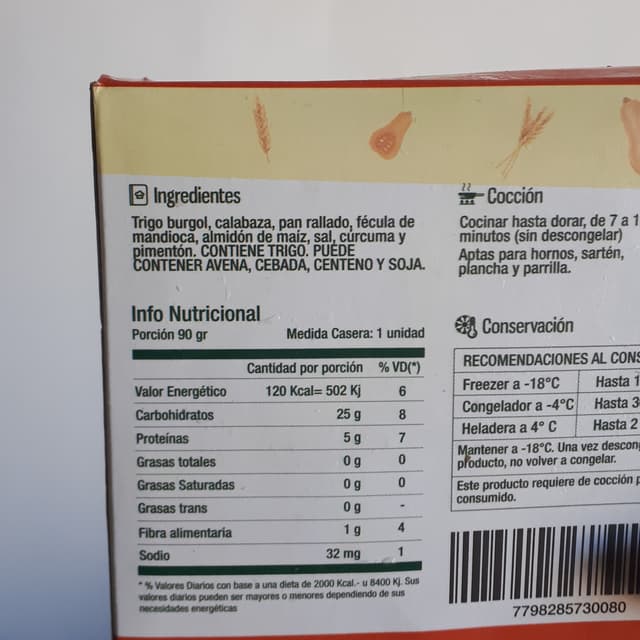 Ingredientes
Trigo burgol, calabaza, pan rallado, fécula de
mandioca, almidón de maíz, sal, cúrcuma y
pimentón. CONTIENE TRIGO. PUEDE
CONTENER AVENA, CEBADA, CENTENO Y SOJA.
Info Nutricional
Porción 90 gr Medida Casera: 1 unidad
Cantidad por porción % VD(*)
Valor Energético 120 Kcal= 502 Kj 6
Carbohidratos 25 g 8
Proteínas 5 g 7
Grasas totales 0 g 0
Grasas Saturadas 0 g 0
Grasas trans 0 g -
Fibra alimentaria 1 g 4
Sodio 32 mg 1
* % Valores Diarios con base a una dieta de 2000 Kcal.- u 8400 Kj. Sus
valores diarios pueden ser mayores o menores dependiendo de sus
necesidades energéticas
Cocción
Cocinar hasta dorar, de 7 a 1
minutos (sin descongelar)
Aptas para hornos, sartén,
plancha y parrilla.
Conservación
RECOMENDACIONES AL CONS
Freezer a -18°C Hasta 1
Congelador a -4°C Hasta 3
Heladera a 4° C Hasta 2
Mantener a -18°C. Una vez descon
producto, no volver a congelar.
Este producto requiere de cocción p
consumido.
7798285730080